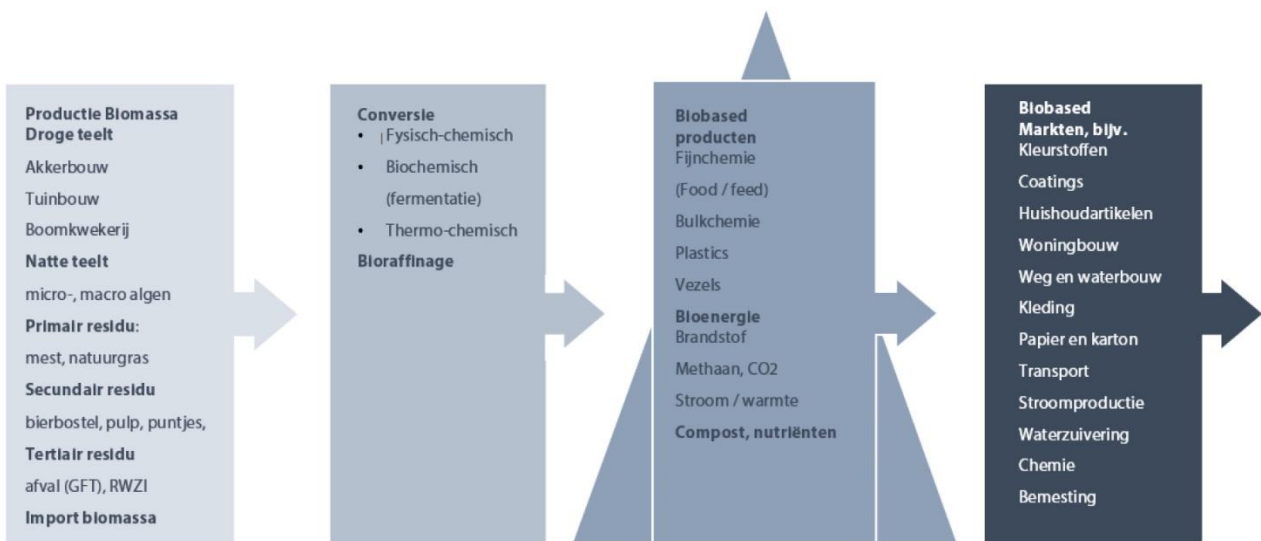 Productie Biomassa
Droge teelt
Akkerbouw
Tuinbouw
Boomkwekerij
Natte teelt
micro-, macro algen
Primair residu:
mest, natuurgras
Secundair residu
bierbostel, pulp, puntjes,
Tertiair residu
afval (GFT), RWZI
Import biomassa
Conversie
• Fysisch-chemisch
• Biochemisch
(fermentatie)
• Thermo-chemisch
Bioraffinage
Biobased
producten
Fijnchemie
(Food / feed)
Bulkchemie
Plastics
Vezels
Bioenergie
Brandstof
Methaan, CO2
Stroom / warmte
Compost, nutriënten
Biobased
Markten, bijv.
Kleurstoffen
Coatings
Huishoudartikelen
Woningbouw
Weg en waterbouw
Kleding
Papier en karton
Transport
Stroomproductie
Waterzuivering
Chemie
Bemesting